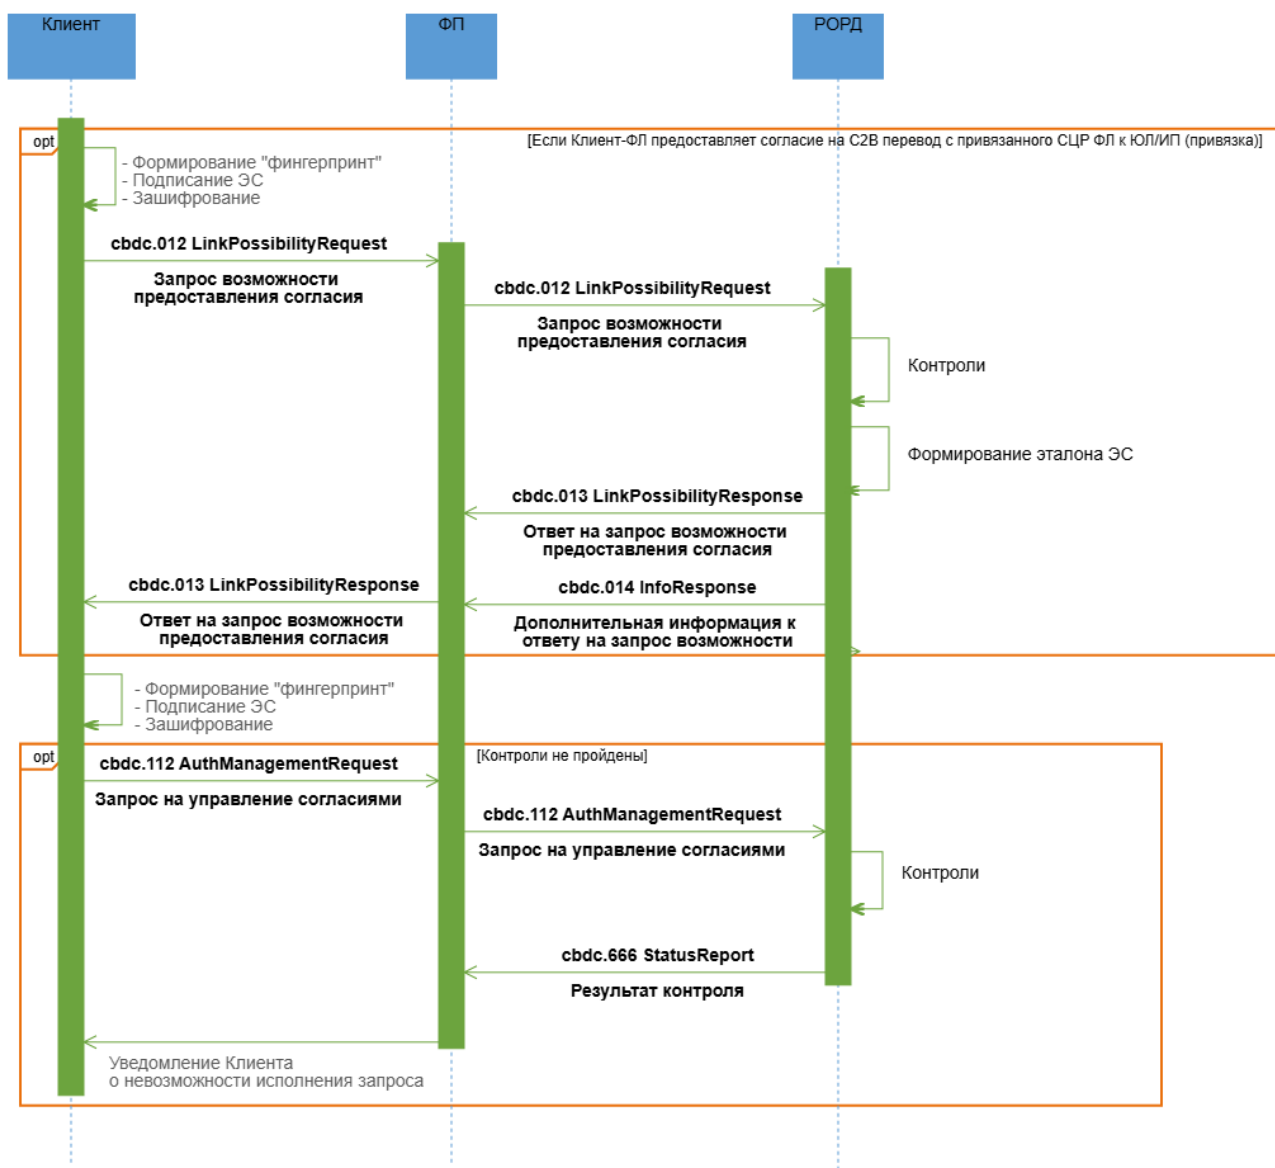 Клиент
ФП
РОРД
opt
[Если Клиент-ФЛ предоставляет согласие на С2В перевод с привязанного СЦР ФЛ к ЮЛ/ИП (привязка)]
- Формирование "фингерпринт"
- Подписание ЭС
- Зашифрование
cbdc.012 LinkPossibilityRequest
Запрос возможности
предоставления согласия
cbdc.012 LinkPossibilityRequest
Запрос возможности
предоставления согласия
Контроли
Формирование эталона ЭС
cbdc.013 LinkPossibilityResponse
Ответ на запрос возможности
предоставления согласия
cbdc.013 LinkPossibilityResponse
Ответ на запрос возможности
предоставления согласия
cbdc.014 InfoResponse
Дополнительная информация к
ответу на запрос возможности
- Формирование "фингерпринт"
- Подписание ЭС
- Зашифрование
opt
[Контроли не пройдены]
cbdc.112 AuthManagementRequest
Запрос на управление согласиями
cbdc.112 AuthManagementRequest
Запрос на управление согласиями
Контроли
cbdc.666 StatusReport
Результат контроля
Уведомление Клиента
о невозможности исполнения запроса